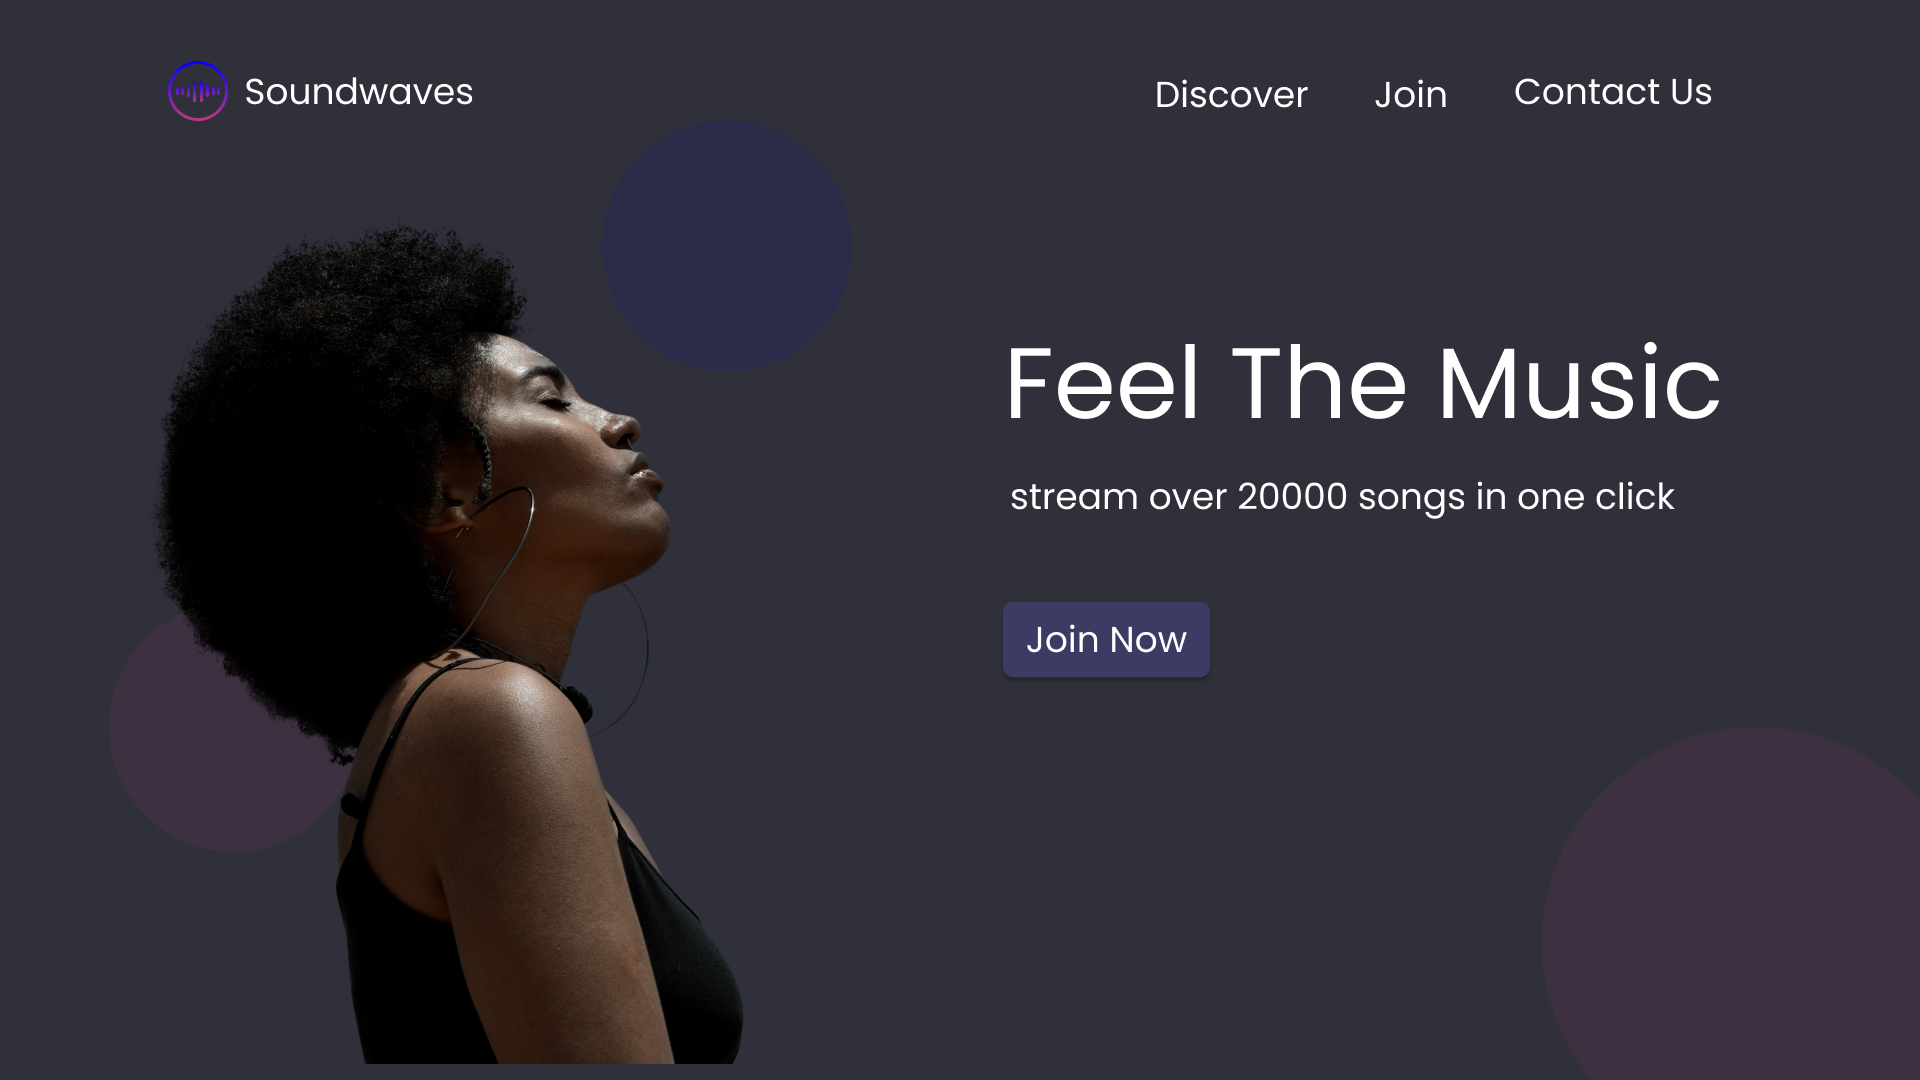 Soundwaves
Discover Join Contact Us
Feel The Music
stream over 20000 songs in one click
Join Now